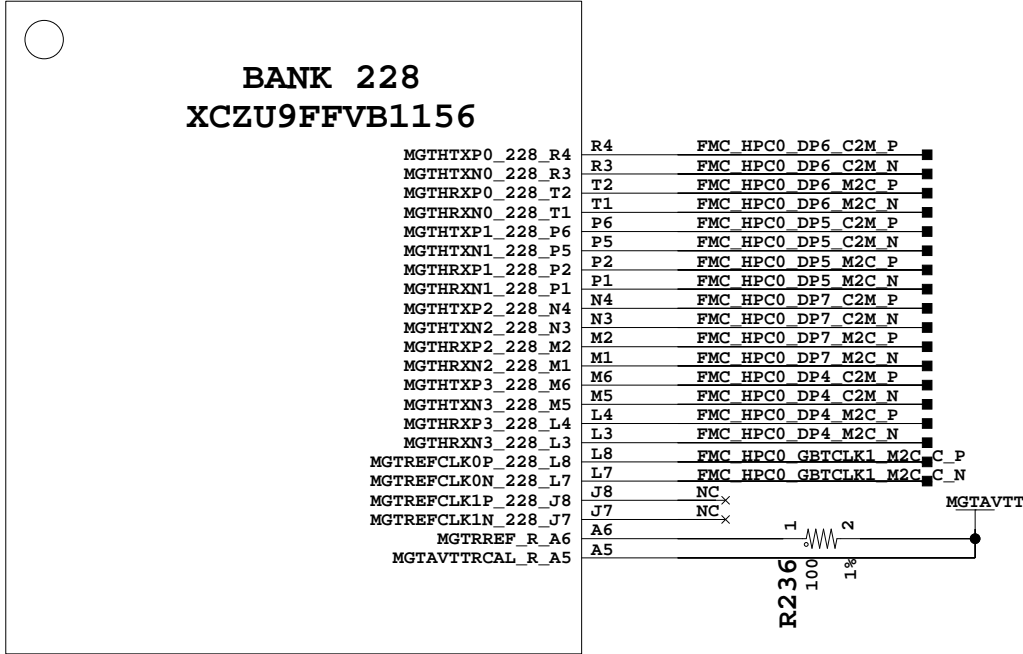 BANK 228
XCZU9FFVB1156
MGTHTXP0_228_R4 R4 FMC_HPC0_DP6_C2M_P
MGTHTXN0_228_R3 R3 FMC_HPC0_DP6_C2M_N
MGTHRXP0_228_T2 T2 FMC_HPC0_DP6_M2C_P
MGTHRXN0_228_T1 T1 FMC_HPC0_DP6_M2C_N
MGTHTXP1_228_P6 P6 FMC_HPC0_DP5_C2M_P
MGTHTXN1_228_P5 P5 FMC_HPC0_DP5_C2M_N
MGTHRXP1_228_P2 P2 FMC_HPC0_DP5_M2C_P
MGTHRXN1_228_P1 P1 FMC_HPC0_DP5_M2C_N
MGTHTXP2_228_N4 N4 FMC_HPC0_DP7_C2M_P
MGTHTXN2_228_N3 N3 FMC_HPC0_DP7_C2M_N
MGTHRXP2_228_M2 M2 FMC_HPC0_DP7_M2C_P
MGTHRXN2_228_M1 M1 FMC_HPC0_DP7_M2C_N
MGTHTXP3_228_M6 M6 FMC_HPC0_DP4_C2M_P
MGTHTXN3_228_M5 M5 FMC_HPC0_DP4_C2M_N
MGTHRXP3_228_L4 L4 FMC_HPC0_DP4_M2C_P
MGTHRXN3_228_L3 L3 FMC_HPC0_DP4_M2C_N
MGTREFCLK0P_228_L8 L8 FMC_HPC0_GBTCLK1_M2C_C_P
MGTREFCLK0N_228_L7 L7 FMC_HPC0_GBTCLK1_M2C_C_N
MGTREFCLK1P_228_J8 J8 NC
MGTREFCLK1N_228_J7 J7 NC
MGTAVTT
MGTRREF_R_A6 A6 1 2
MGTAVTTRCAL_R_A5 A5
R236 100 1%